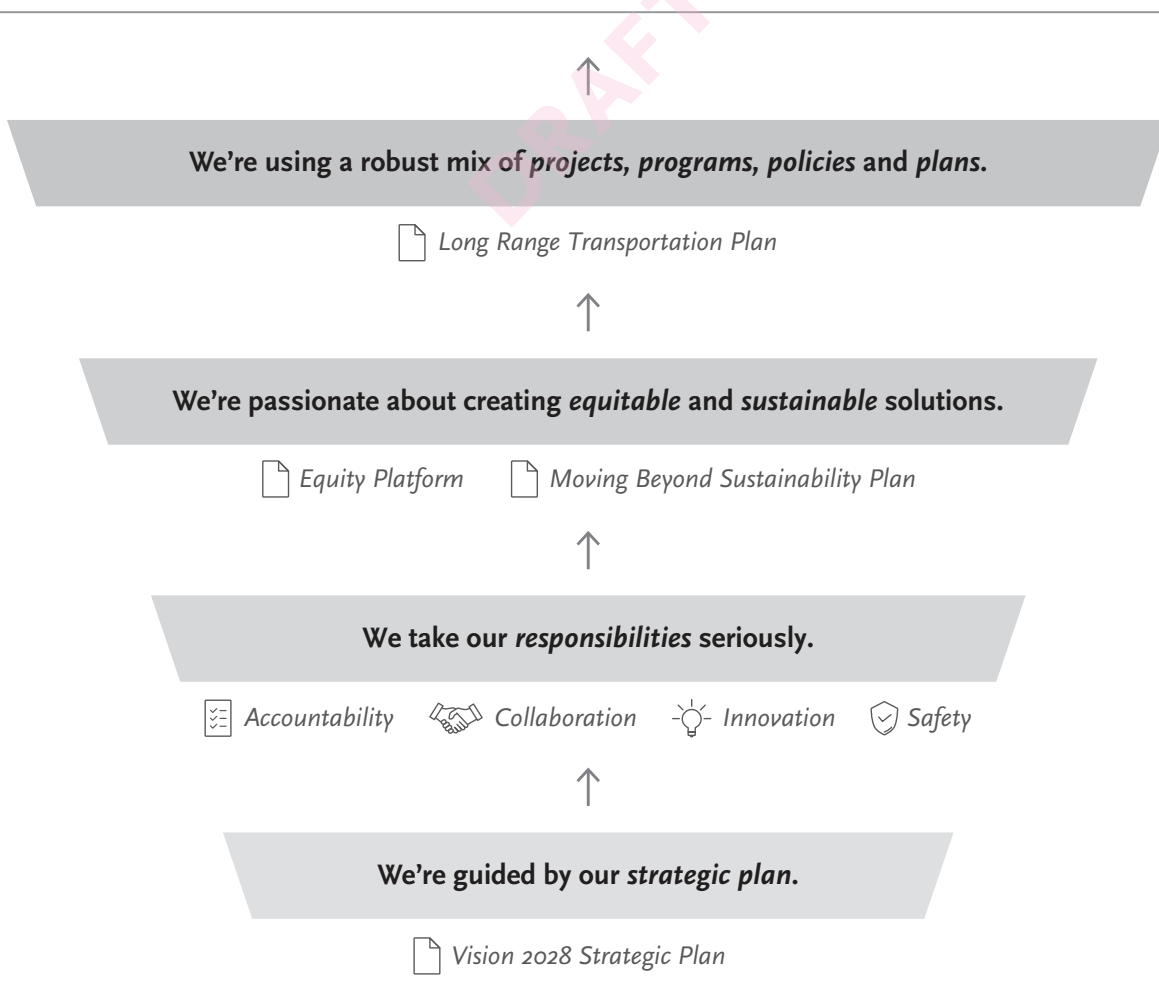 DRAFT
We're using a robust mix of projects, programs, policies and plans.
Long Range Transportation Plan
We're passionate about creating equitable and sustainable solutions.
Equity Platform
Moving Beyond Sustainability Plan
We take our responsibilities seriously.
Accountability
Collaboration
Innovation
Safety
We're guided by our strategic plan.
Vision 2028 Strategic Plan